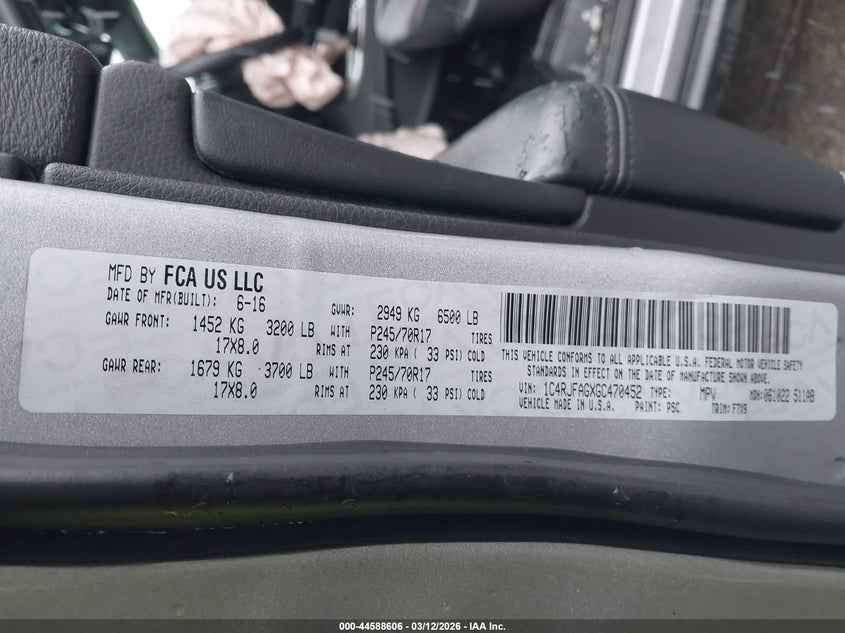 MFD BY FCA US LLC
DATE OF MFR(BUILT): 6-16 GVWR: 2949 KG 6500 LB
GAWR FRONT: 1452 KG 3200 LB WITH P245/70R17 TIRES
17X8.0 RIMS AT 230 KPA ( 33 PSI) COLD
GAWR REAR: 1679 KG 3700 LB WITH P245/70R17 TIRES
17X8.0 RIMS AT 230 KPA ( 33 PSI) COLD
THIS VEHICLE CONFORMS TO ALL APPLICABLE U.S.A. FEDERAL MOTOR VEHICLE SAFETY
STANDARDS IN EFFECT ON THE DATE OF MANUFACTURE SHOWN ABOVE.
VIN: 1C4RJFAGXGC470452 TYPE: MPV MDH: 061022 511AB
VEHICLE MADE IN U.S.A. PAINT: PSC TRIM: F7X9
000-44588606 - 03/12/2026 - IAA Inc.